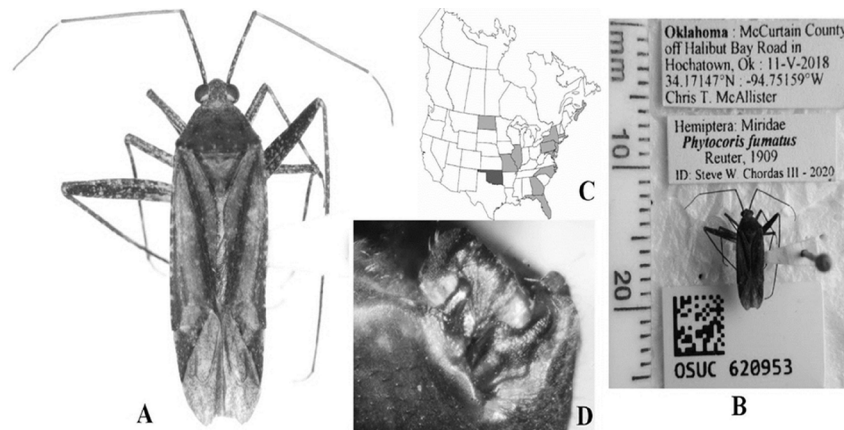 A
C
D
mm
10
20
Oklahoma : McCurtain County
off Halibut Bay Road in
Hochatown, Ok : 11-V-2018
34.17147°N : -94.75159°W
Chris T. McAllister
Hemiptera: Miridae
Phytocoris fumatus
Reuter, 1909
ID: Steve W. Chordas III - 2020
OSUC 620953
B